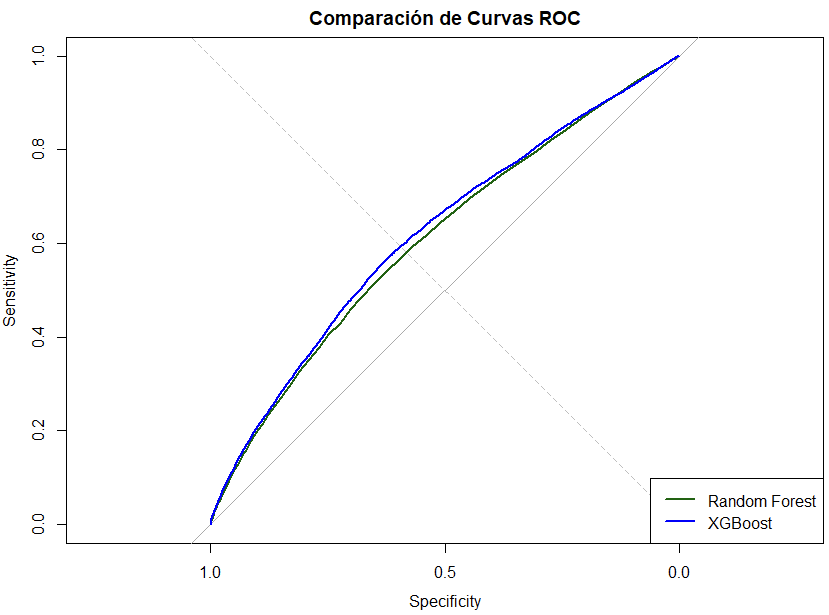 Comparación de Curvas ROC
Sensitivity
1.0
0.8
0.6
0.4
0.2
0.0
Random Forest
XGBoost
1.0 0.5 0.0
Specificity